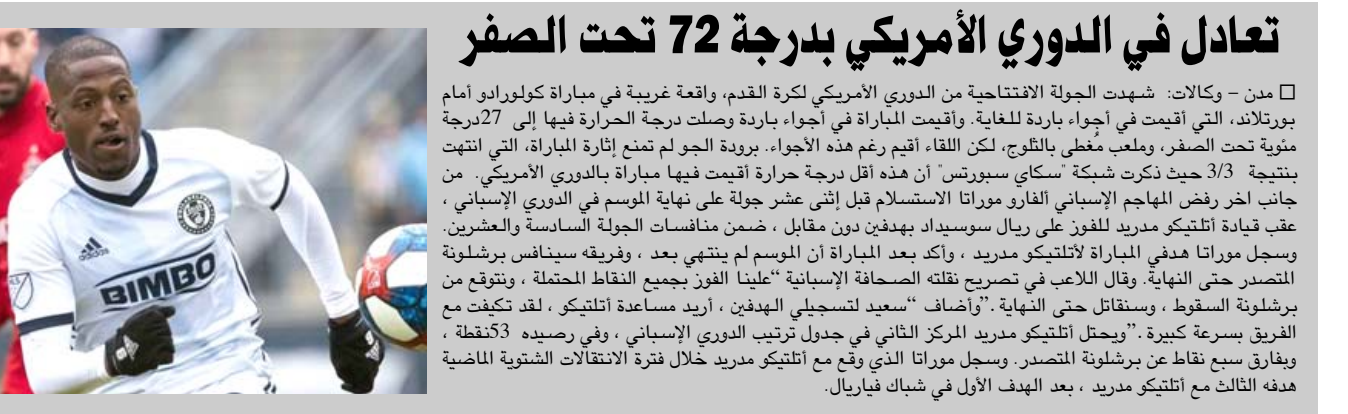 تعادل في الدوري الأمريكي بدرجة 72 تحت الصفر
□ مدن – وكالات: شهدت الجولة الافتتاحية من الدوري الأمريكي لكرة القدم، واقعة غريبة في مباراة كولورادو أمام
بورتلاند، التي أقيمت في أجواء باردة للغاية. وأقيمت المباراة في أجواء باردة وصلت درجة الحرارة فيها إلى 27درجة
مئوية تحت الصفر، وملعب مُغطى بالثلوج، لكن اللقاء أقيم رغم هذه الأجواء. برودة الجو لم تمنع إثارة المباراة، التي انتهت
بنتيجة 3/3 حيث ذكرت شبكة "سكاي سبورتس" أن هذه أقل درجة حرارة أقيمت فيها مباراة بالدوري الأمريكي. من
جانب اخر رفض المهاجم الإسباني ألفارو موراتا الاستسلام قبل إثنى عشر جولة على نهاية الموسم في الدوري الإسباني ،
عقب قيادة أتلتيكو مدريد للفوز على ريال سوسيداد بهدفين دون مقابل ، ضمن منافسات الجولة السادسة والعشرين.
وسجل موراتا هدفي المباراة لأتلتيكو مدريد ، وأكد بعد المباراة أن الموسم لم ينتهي بعد ، وفريقه سينافس برشلونة
المتصدر حتى النهاية. وقال اللاعب في تصريح نقلته الصحافة الإسبانية “علينا الفوز بجميع النقاط المحتملة ، ونتوقع من
برشلونة السقوط ، وسنقاتل حتى النهاية .”وأضاف “سعيد لتسجيلي الهدفين ، أريد مساعدة أتلتيكو ، لقد تكيفت مع
الفريق بسرعة كبيرة .”ويحتل أتلتيكو مدريد المركز الثاني في جدول ترتيب الدوري الإسباني ، وفي رصيده 53نقطة ،
وبفارق سبع نقاط عن برشلونة المتصدر. وسجل موراتا الذي وقع مع أتلتيكو مدريد خلال فترة الانتقالات الشتوية الماضية
هدفه الثالث مع أتلتيكو مدريد ، بعد الهدف الأول في شباك فياريال.
adidas
BIMBO